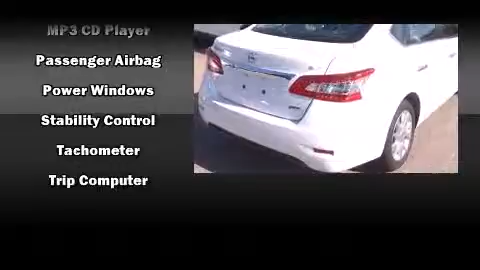 MP3 CD Player
Passenger Airbag
Power Windows
Stability Control
Tachometer
Trip Computer